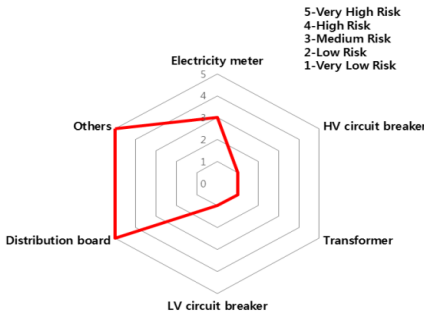 5-Very High Risk
4-High Risk
3-Medium Risk
2-Low Risk
1-Very Low Risk
Electricity meter
5
4
3
2
1
0
Others
HV circuit breaker
Distribution board
Transformer
LV circuit breaker